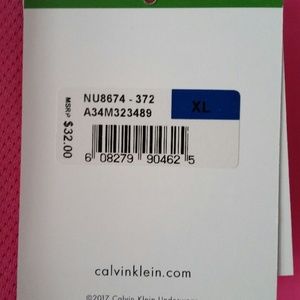 NU8674 - 372
A34M323489
XL
MSRP $32.00
6 08279 90462 5
calvinklein.com
©2017 Calvin Klein Underwear